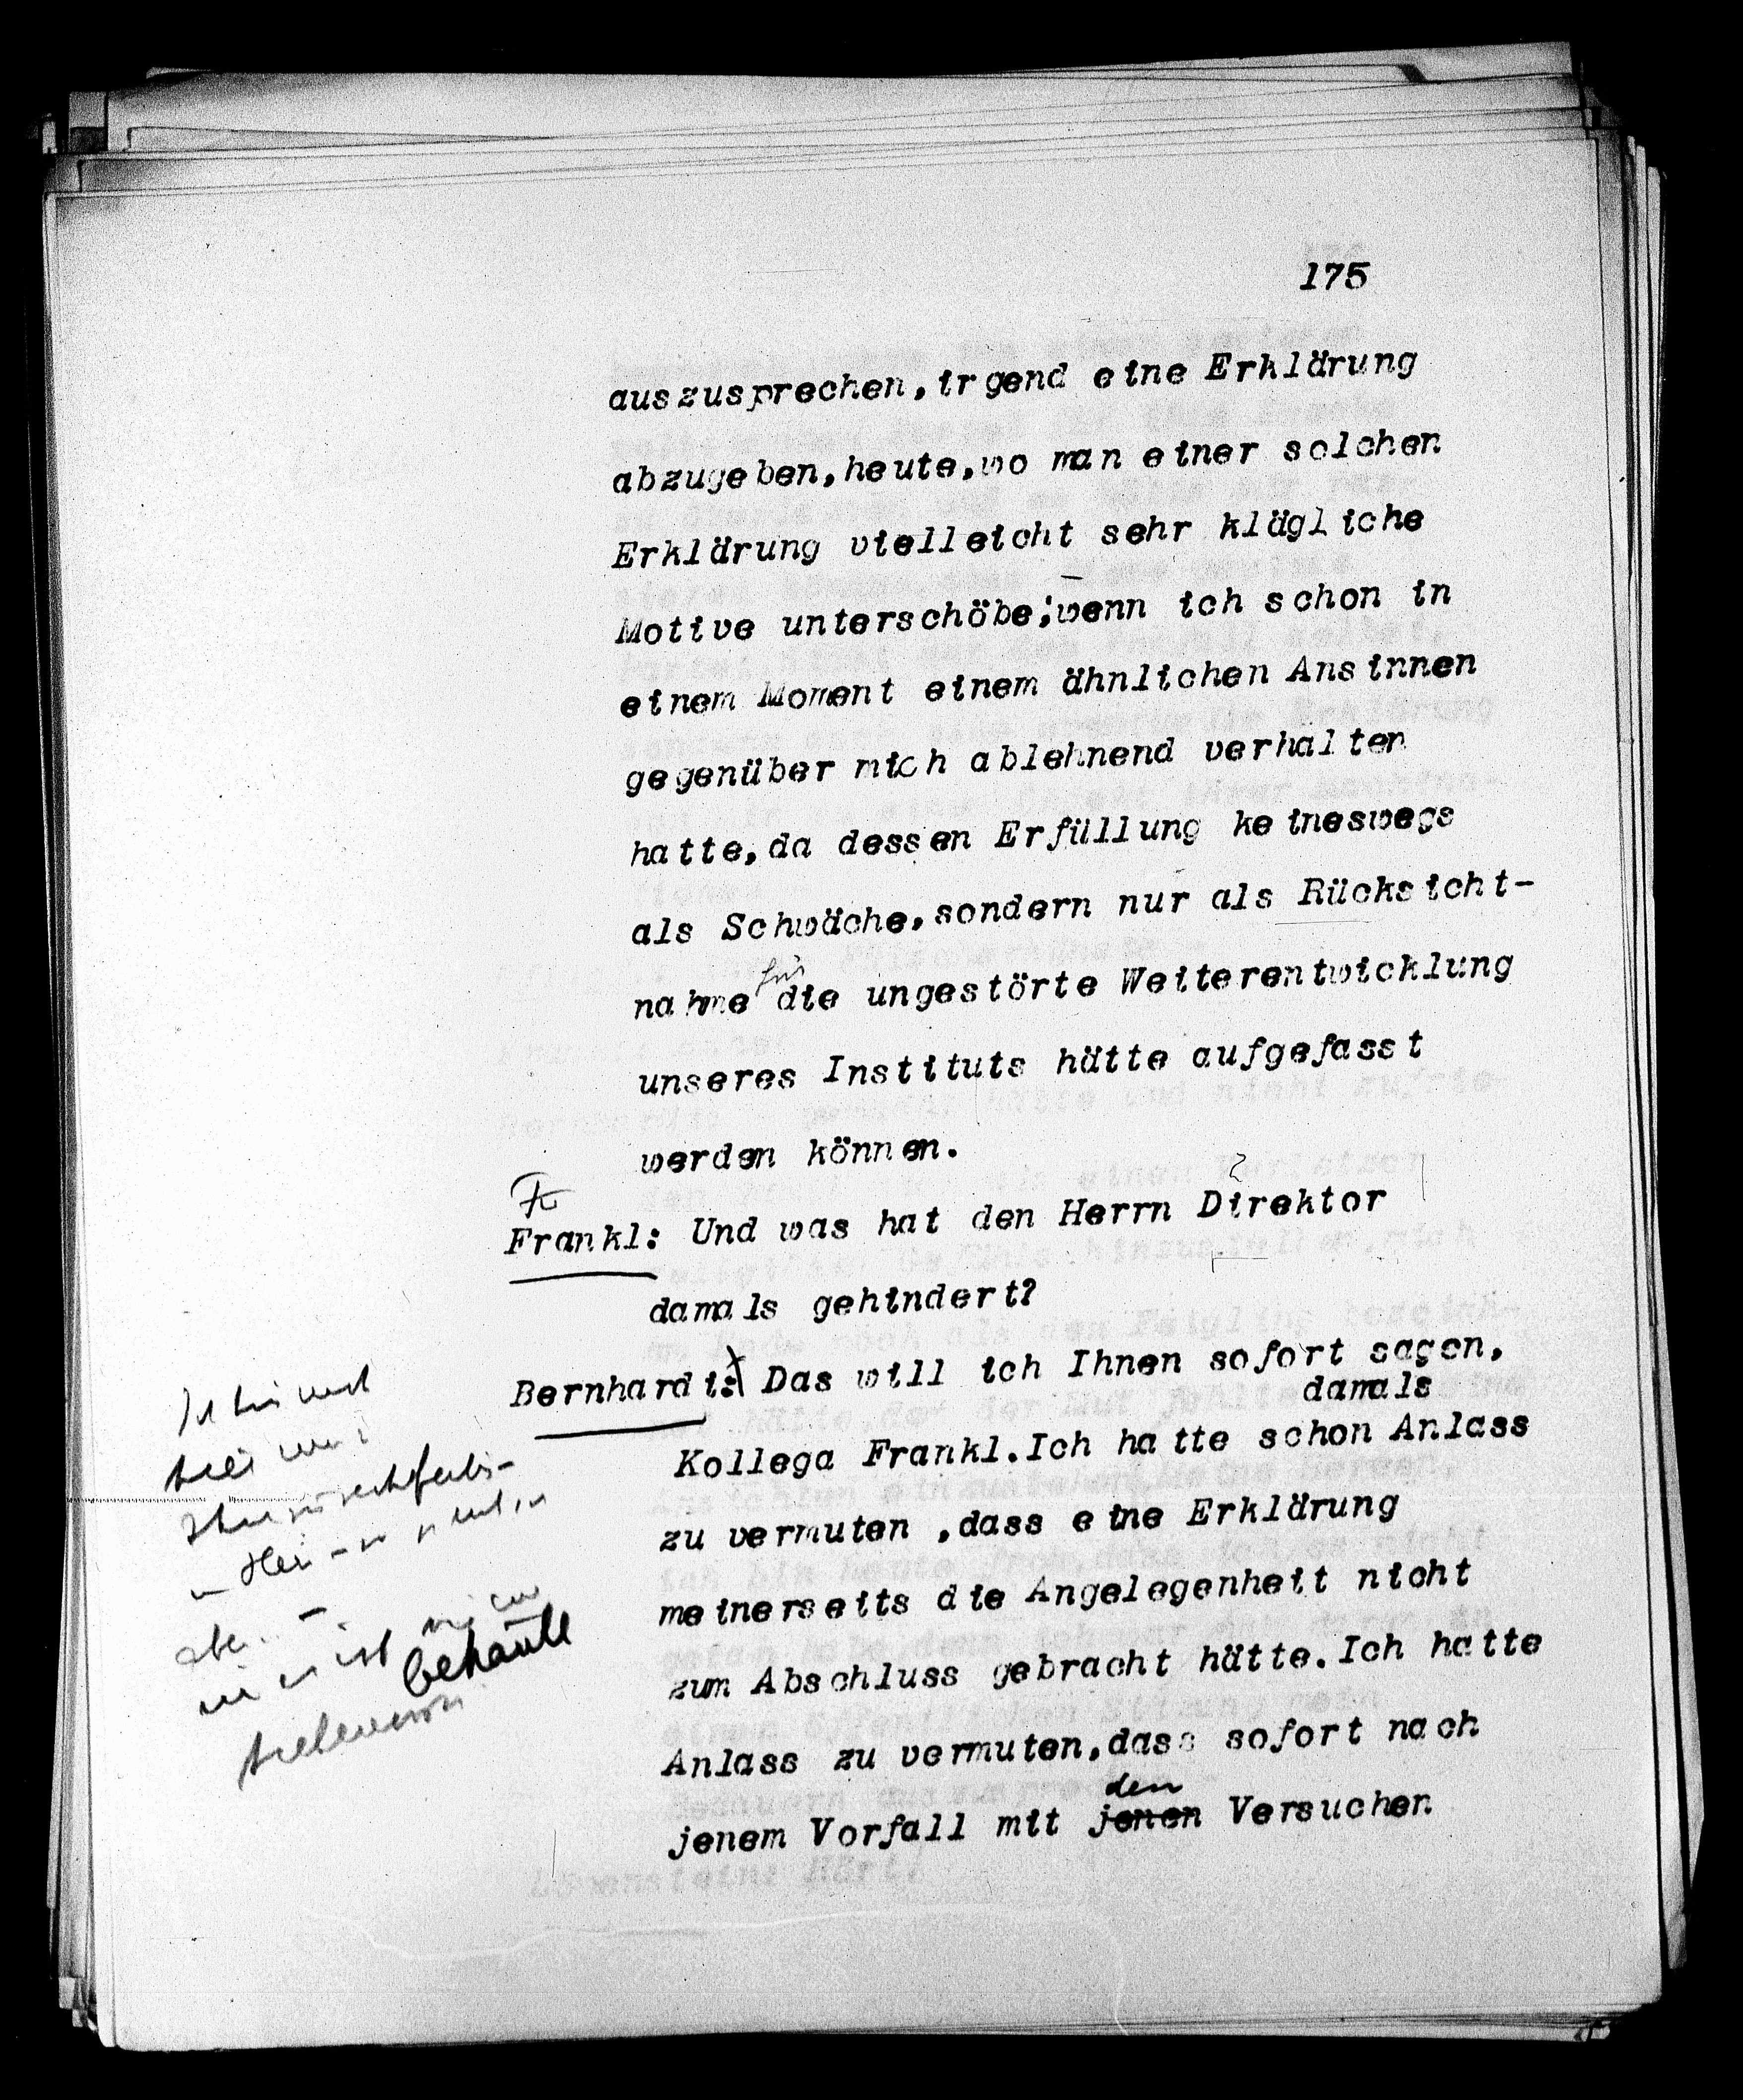 175
auszusprechen, irgend eine Erklärung
abzugeben, heute, wo man einer solchen
Erklärung vielleicht sehr klägliche
Motive unterschöbe; wenn ich schon in
einem Moment einem ähnlichen Ansinnen
gegenüber mich ablehnend verhalten
hatte, da dessen Erfüllung keineswegs
als Schwäche, sondern nur als Rücksicht-
für
nahme die ungestörte Weiterentwicklung
unseres Instituts hätte aufgefasst
werden können.
Frankl: Und was hat den Herrn Direktor
damals gehindert?
Bernhardi: Das will ich Ihnen sofort sagen,
damals
Kollega Frankl. Ich hatte schon Anlass
zu vermuten, dass eine Erklärung
meinerseits die Angelegenheit nicht
zum Abschluss gebracht hätte. Ich hatte
Anlass zu vermuten, dass sofort nach
den
jenem Vorfall mit jenen Versuchen
behaupte